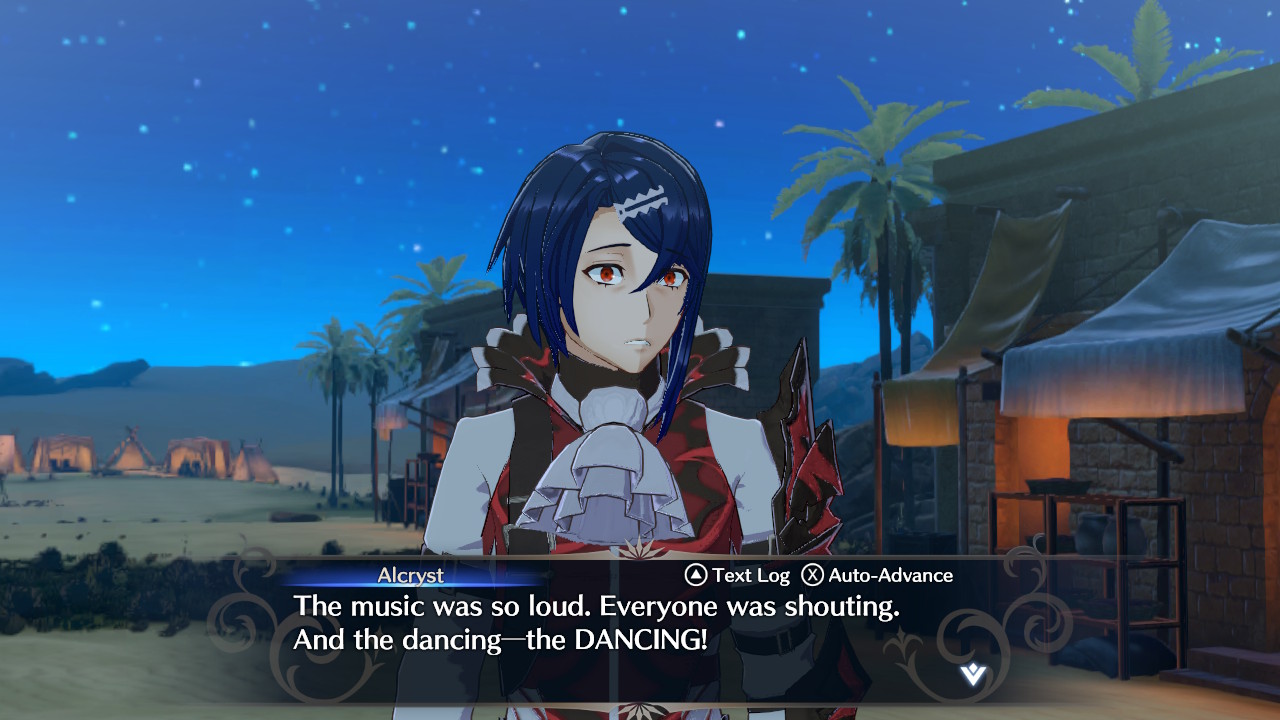 Alcryst
Text Log
Auto-Advance
The music was so loud. Everyone was shouting.
And the dancing—the DANCING!